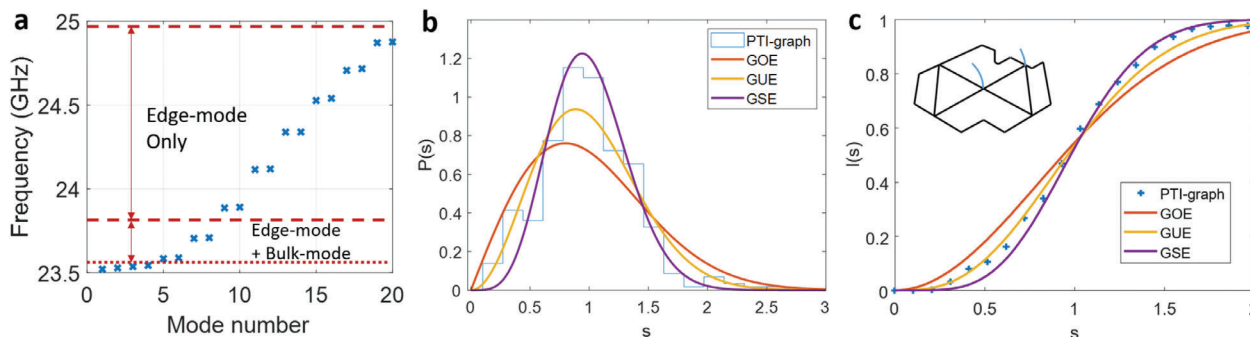 a
25
24.5
24
23.5
Frequency (GHz)
Edge-mode
Only
Edge-mode
+ Bulk-mode
0
5
10
15
20
Mode number
b
1.2
1
0.8
0.6
0.4
0.2
0
P(s)
PTI-graph
GOE
GUE
GSE
0
0.5
1
1.5
2
2.5
3
s
c
1
0.8
0.6
0.4
0.2
0
I(s)
PTI-graph
GOE
GUE
GSE
0
0.5
1
1.5
s